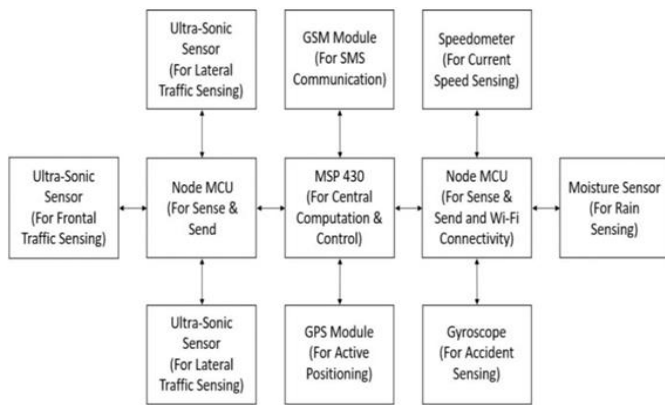 Ultra-Sonic
Sensor
(For Lateral
Traffic Sensing)
GSM Module
(For SMS
Communication)
Speedometer
(For Current
Speed Sensing)
Ultra-Sonic
Sensor
(For Frontal
Traffic Sensing)
Node MCU
(For Sense &
Send
MSP 430
(For Central
Computation &
Control)
Node MCU
(For Sense &
Send and Wi-Fi
Connectivity)
Moisture Sensor
(For Rain
Sensing)
Ultra-Sonic
Sensor
(For Lateral
Traffic Sensing)
GPS Module
(For Active
Positioning)
Gyroscope
(For Accident
Sensing)